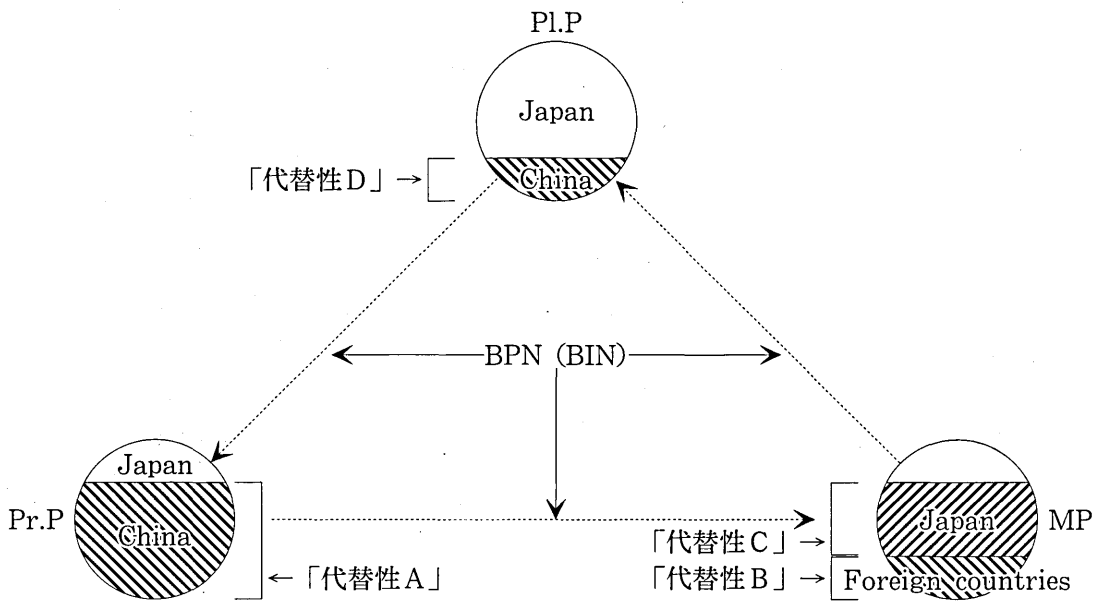 Pl.P
Japan
「代替性D」→
China
BPN (BIN)
Japan
Pr.P
China
←「代替性A」
Japan
MP
「代替性C」→
「代替性B」→
Foreign countries